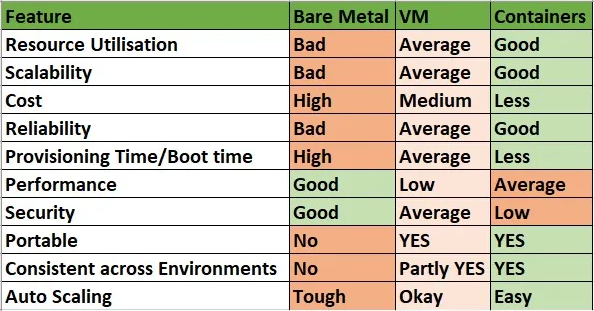 Feature Bare Metal VM Containers
Resource Utilisation Bad Average Good
Scalability Bad Average Good
Cost High Medium Less
Reliability Bad Average Good
Provisioning Time/Boot time High Average Less
Performance Good Low Average
Security Good Average Low
Portable No YES YES
Consistent across Environments No Partly YES YES
Auto Scaling Tough Okay Easy